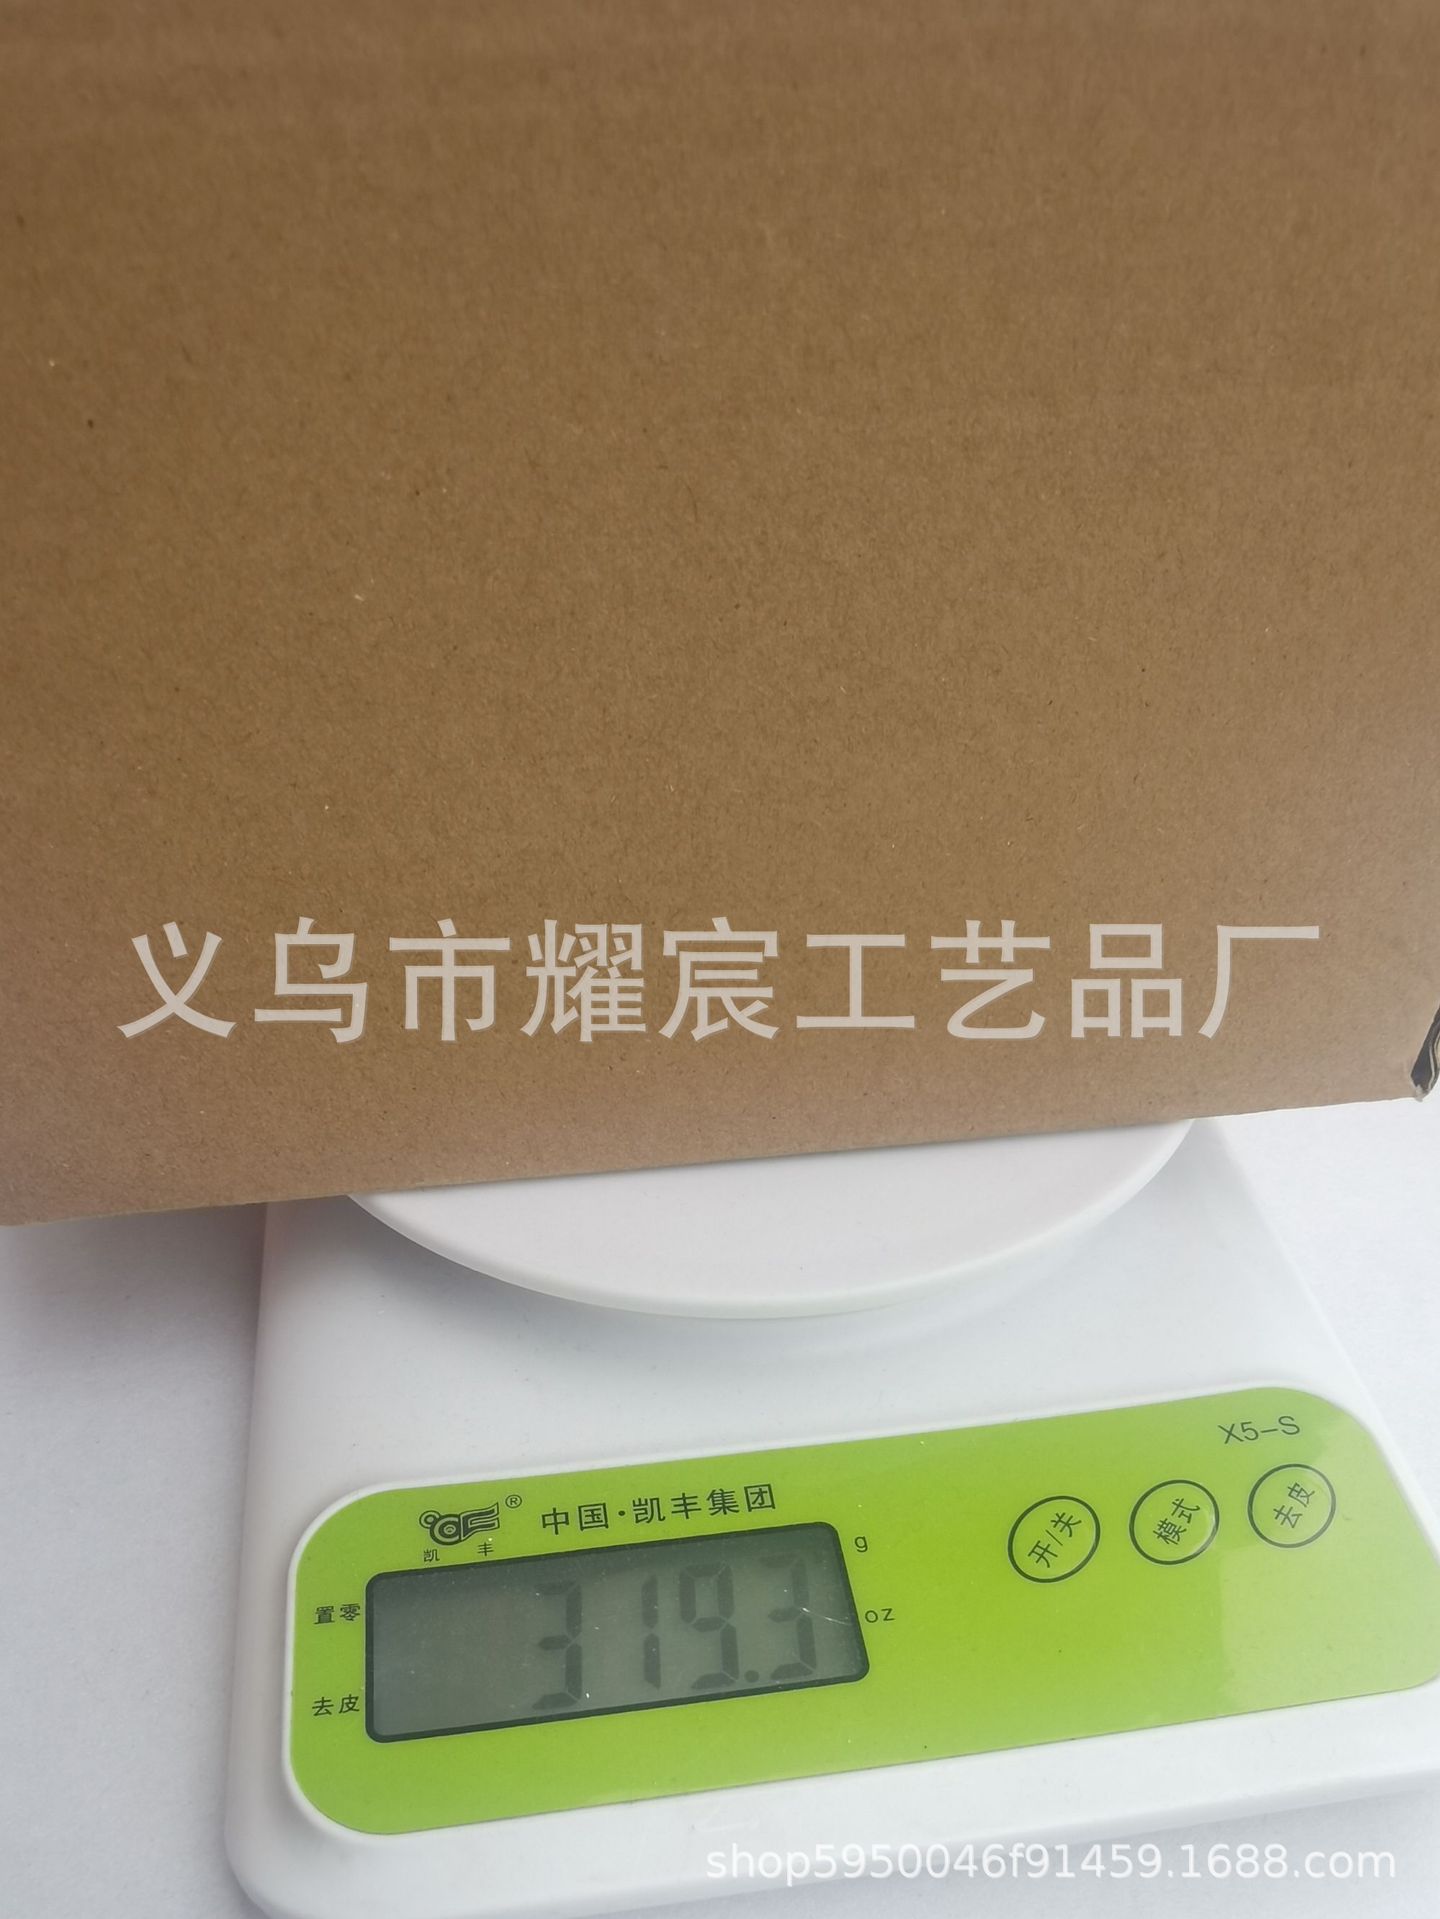 义乌市耀宸工艺品厂
X5-S
®
中国·凯丰集团
凯 丰
g
开/关
模式
去皮
置零
319.3
oz
去皮
shop5950046f91459.1688.com